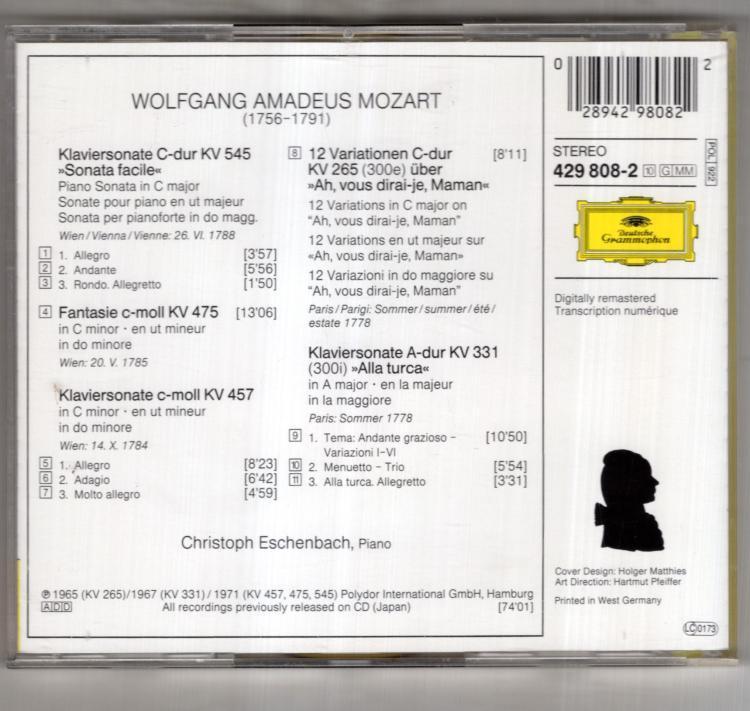 WOLFGANG AMADEUS MOZART
(1756–1791)
Klaviersonate C-dur KV 545
»Sonata facile«
Piano Sonata in C major
Sonate pour piano en ut majeur
Sonata per pianoforte in do magg.
Wien/Vienna/Vienne: 26. VI. 1788
1 1. Allegro [3'57]
2 2. Andante [5'56]
3 3. Rondo. Allegretto [1'50]
4 Fantasie c-moll KV 475 [13'06]
in C minor · en ut mineur
in do minore
Wien: 20. V. 1785
Klaviersonate c-moll KV 457
in C minor · en ut mineur
in do minore
Wien: 14. X. 1784
5 1. Allegro [8'23]
6 2. Adagio [6'42]
7 3. Molto allegro [4'59]
8 12 Variationen C-dur [8'11]
KV 265 (300e) über
»Ah, vous dirai-je, Maman«
12 Variations in C major on
“Ah, vous dirai-je, Maman”
12 Variations en ut majeur sur
«Ah, vous dirai-je, Maman»
12 Variazioni in do maggiore su
“Ah, vous dirai-je, Maman”
Paris/Parigi: Sommer/summer/été/
estate 1778
Klaviersonate A-dur KV 331
(300i) »Alla turca«
in A major · en la majeur
in la maggiore
Paris: Sommer 1778
9 1. Tema: Andante grazioso – [10'50]
Variazioni I–VI
10 2. Menuetto – Trio [5'54]
11 3. Alla turca. Allegretto [3'31]
Christoph Eschenbach, Piano
℗ 1965 (KV 265)/1967 (KV 331)/1971 (KV 457, 475, 545) Polydor International GmbH, Hamburg
ADD All recordings previously released on CD (Japan) [74'01]
0 28942 98082 2
STEREO
429 808-2 10 G MM
POL. 922
Deutsche
Grammophon
Digitally remastered
Transcription numérique
Cover Design: Holger Matthies
Art Direction: Hartmut Pfeiffer
Printed in West Germany
LC 0173